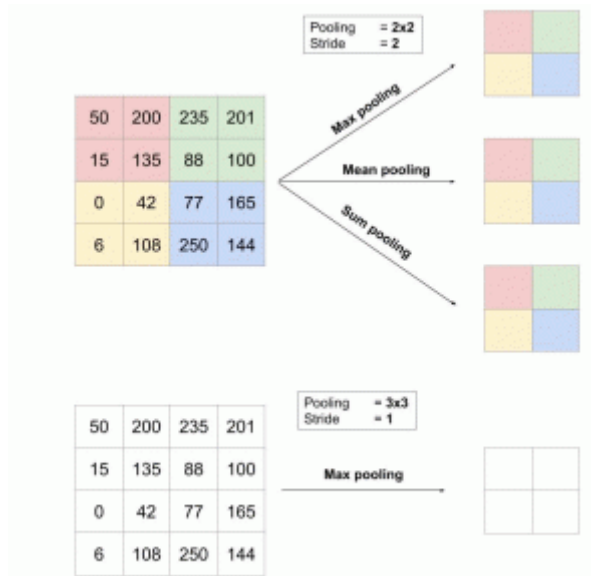 Pooling = 2x2
Stride = 2
50 200 235 201
15 135 88 100
0 42 77 165
6 108 250 144
Max pooling
Mean pooling
Sum pooling
Pooling = 3x3
Stride = 1
50 200 235 201
15 135 88 100
0 42 77 165
6 108 250 144
Max pooling